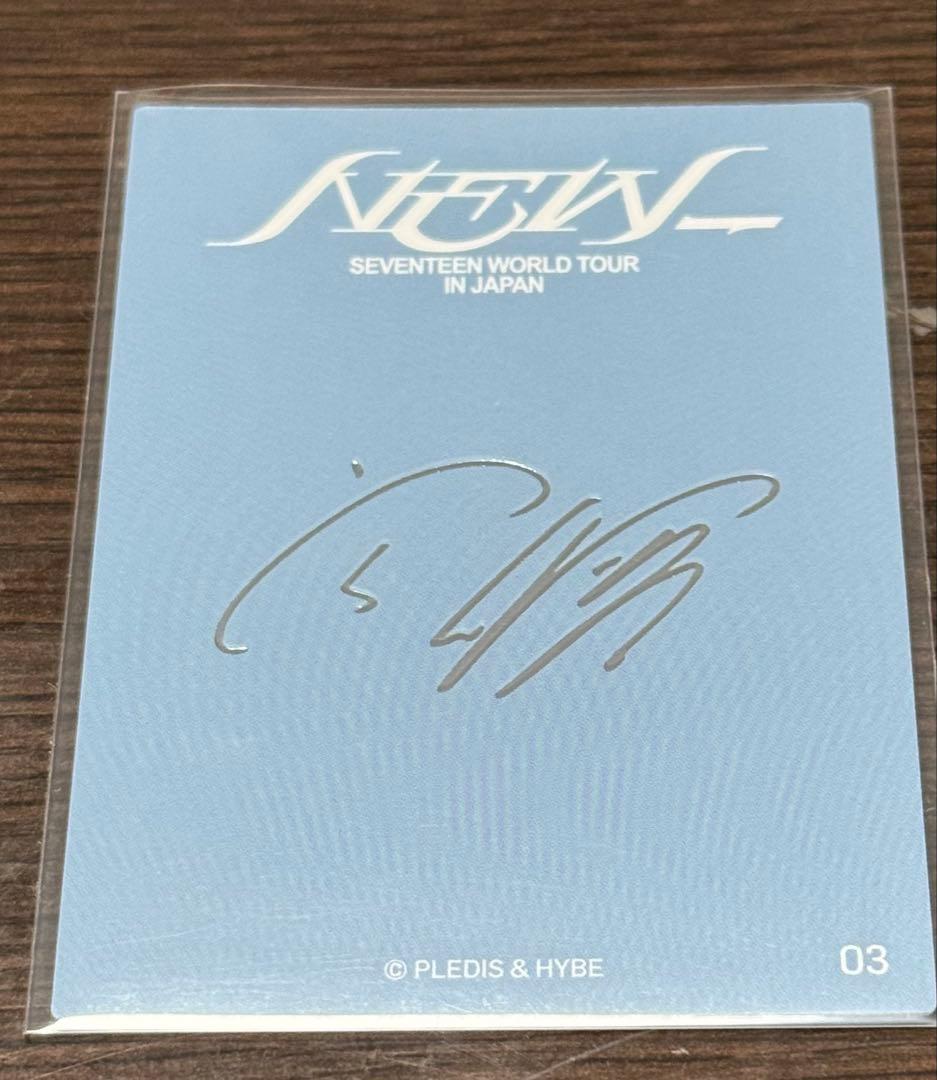 NEW_
SEVENTEEN WORLD TOUR
IN JAPAN
© PLEDIS & HYBE
03